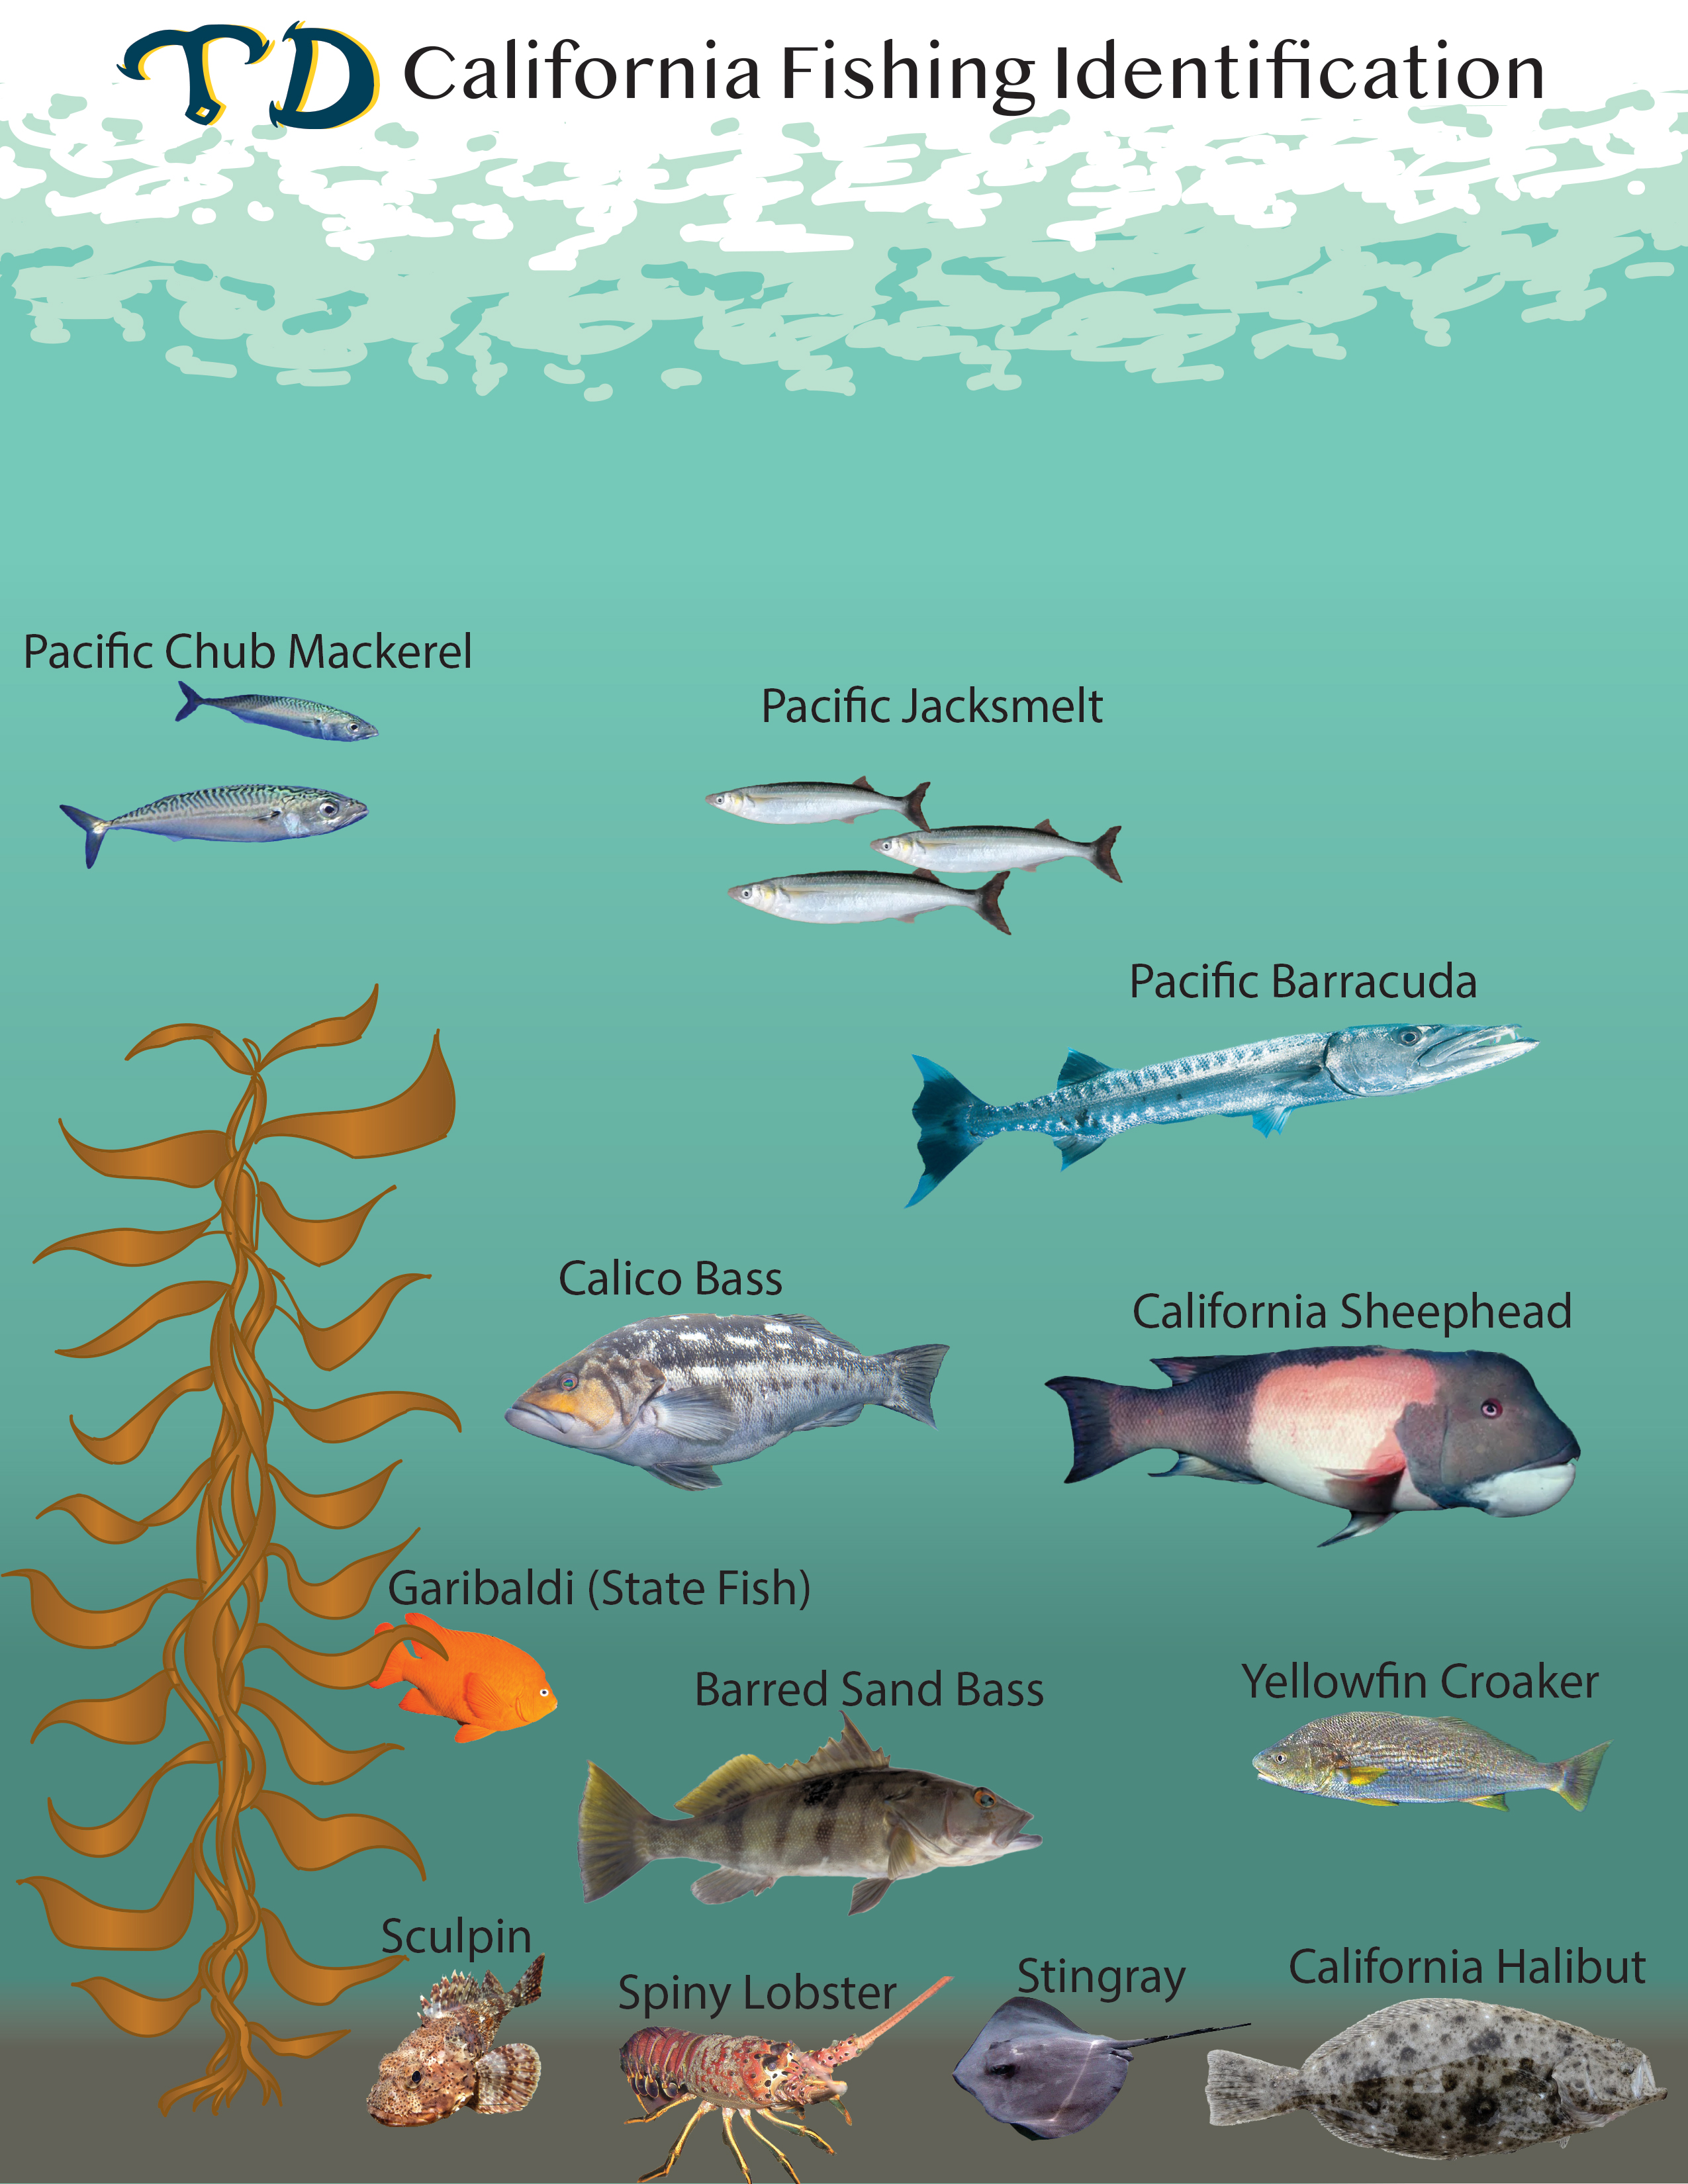 TD California Fishing Identification
Pacific Chub Mackerel
Pacific Jacksmelt
Pacific Barracuda
Calico Bass
California Sheephead
Garibaldi (State Fish)
Barred Sand Bass
Yellowfin Croaker
Sculpin
Spiny Lobster
Stingray
California Halibut